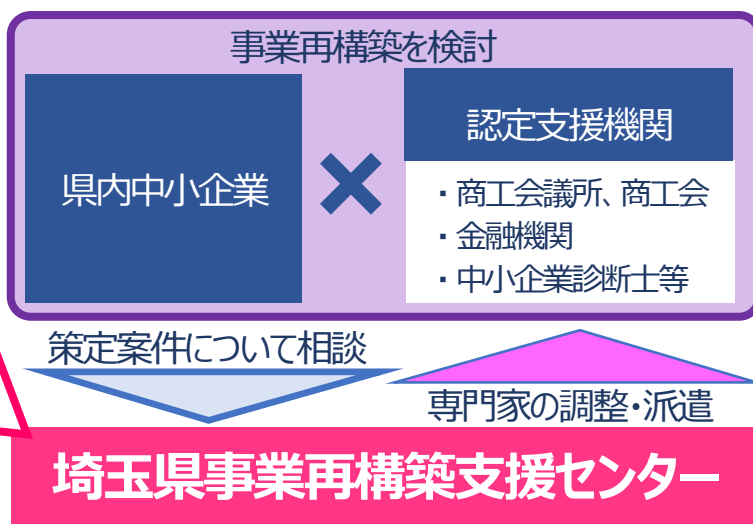 事業再構築を検討
県内中小企業
認定支援機関
・商工会議所、商工会
・金融機関
・中小企業診断士等
策定案件について相談
専門家の調整・派遣
埼玉県事業再構築支援センター